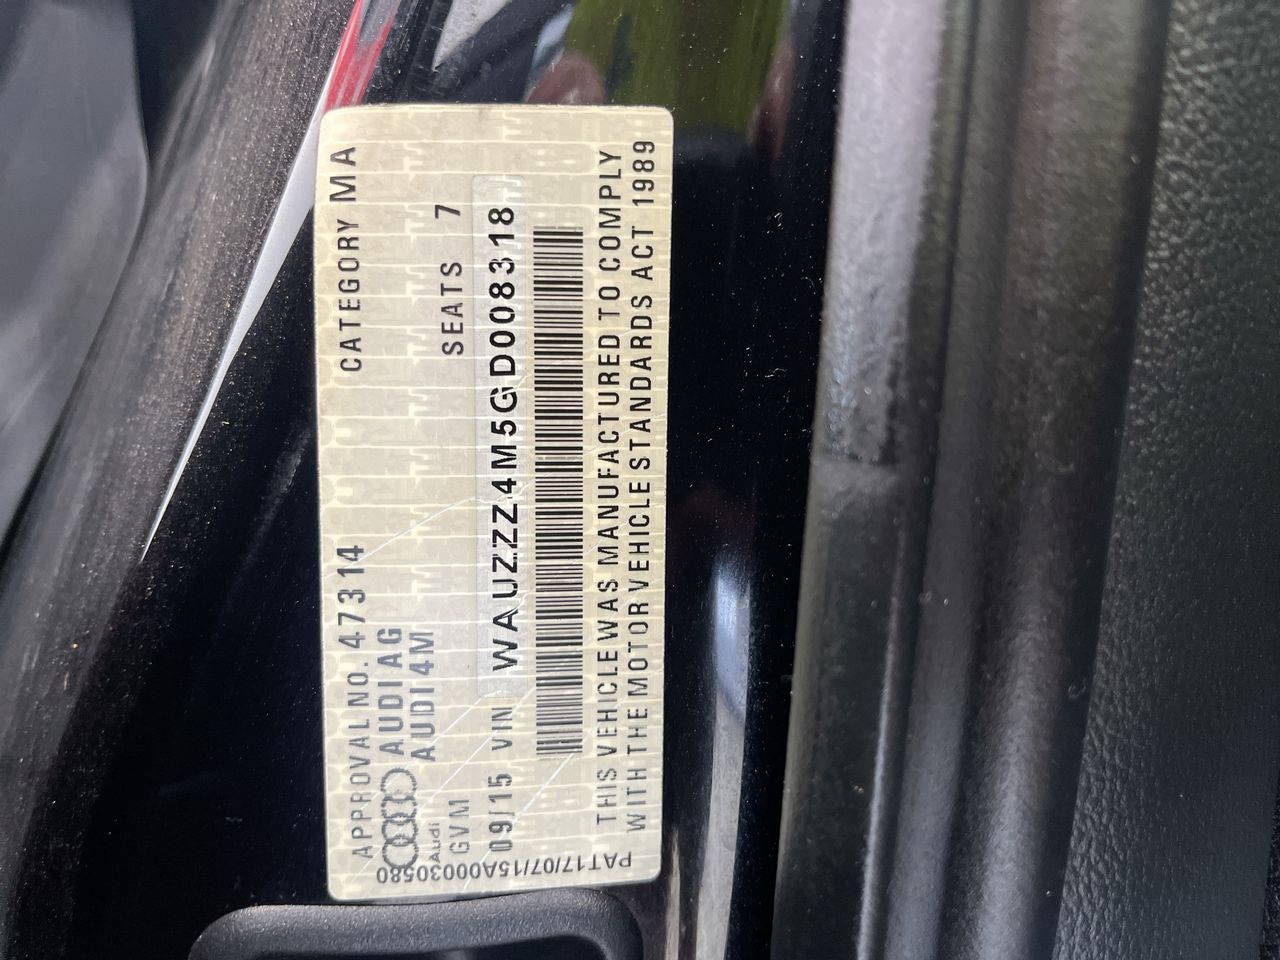 APPROVAL NO. 47314 CATEGORY MA
AUDI AG
AUDI 4M
Audi
GVM SEATS 7
09/15 VIN WAUZZZ4M5GD008318
THIS VEHICLE WAS MANUFACTURED TO COMPLY
WITH THE MOTOR VEHICLE STANDARDS ACT 1989
PAT17/07/15A00030580